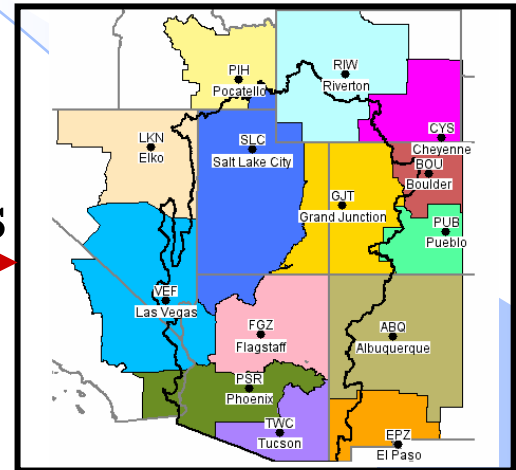 PIH
Pocatello
RIW
Riverton
LKN
Elko
SLC
Salt Lake City
CYS
Cheyenne
BOU
Boulder
GJT
Grand Junction
PUB
Pueblo
S
VEF
Las Vegas
FGZ
Flagstaff
ABQ
Albuquerque
PSR
Phoenix
TWC
Tucson
EPZ
El Paso